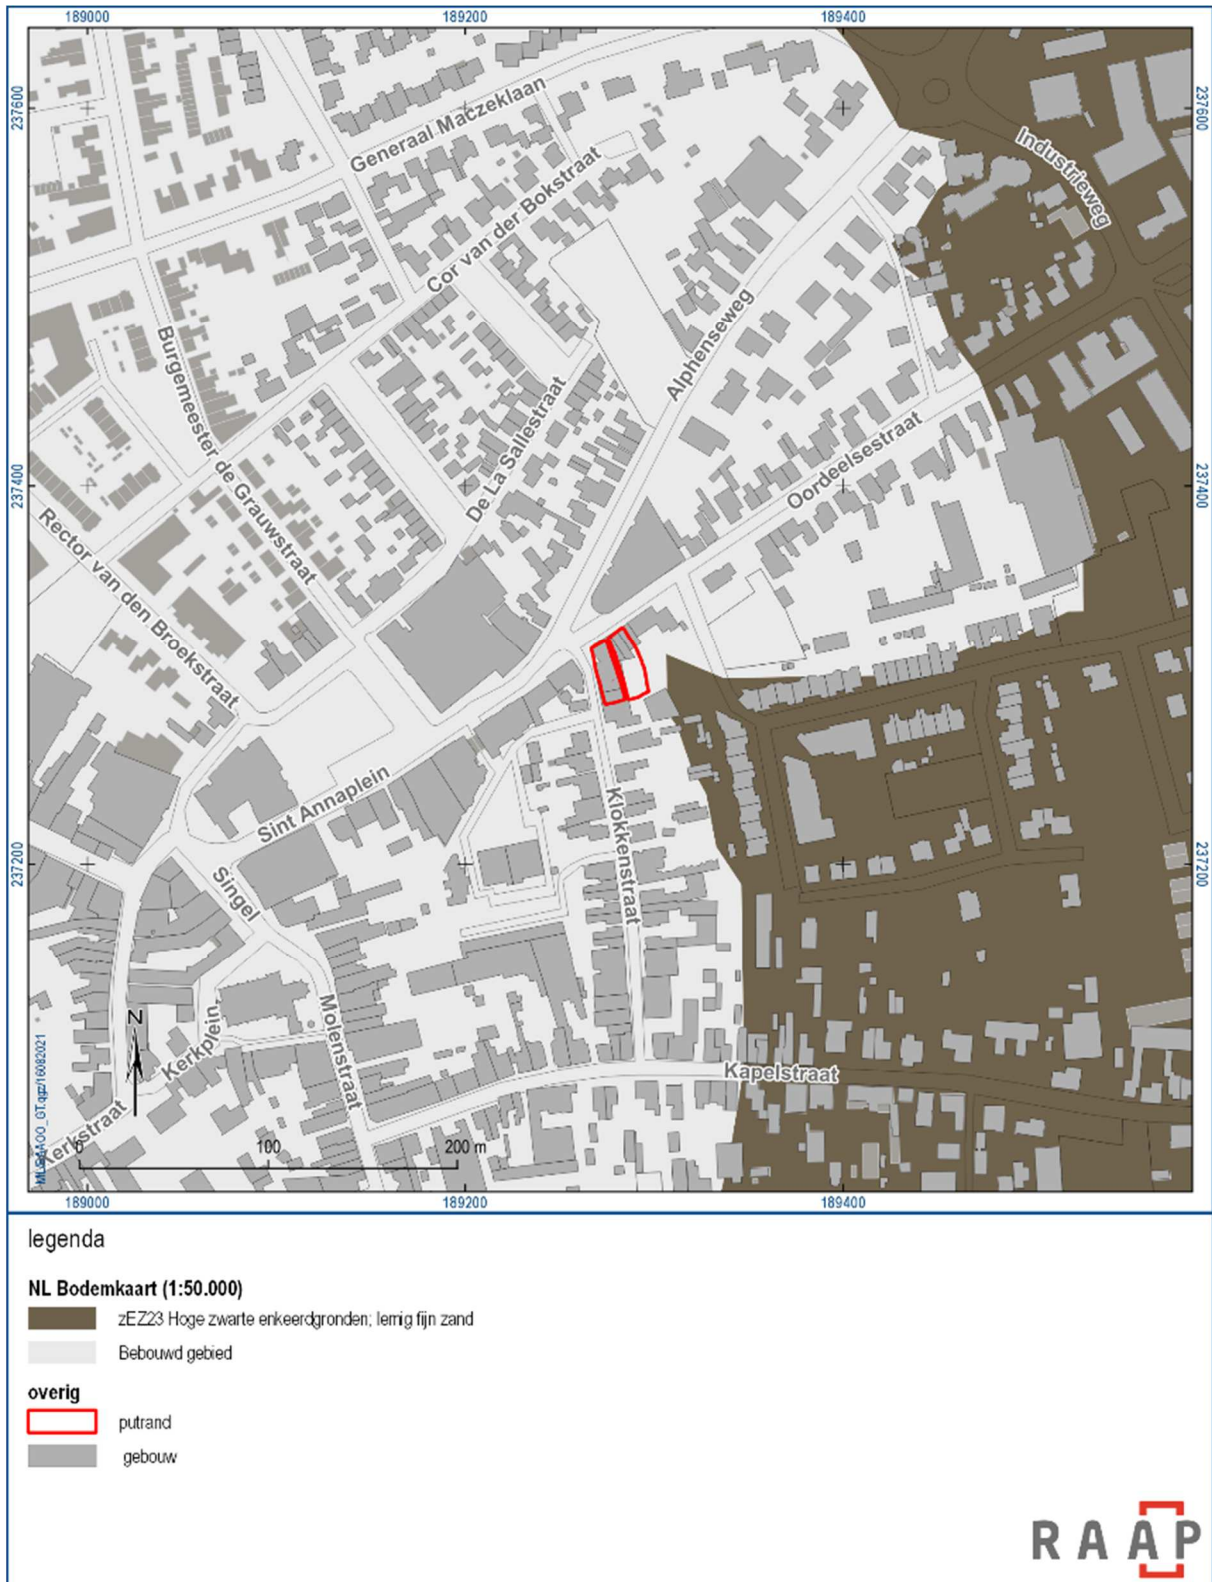 189000
189200
189400
237600
237600
Generaal Maczeklaan
Industrieweg
Cor van der Bokstraat
Alphenseweg
Burgemeester de Grauwstraat
De La Sallestraat
Oordeelsestraat
237400
237400
Rector van den Broekstraat
Sint Annaplein
Klokkenstraat
237200
237200
Singel
Molenstraat
N
Kerkplein
Kapelstraat
Kerkstraat
0 100 200 m
189000
189200
189400
legenda
NL Bodemkaart (1:50.000)
zEZ23 Hoge zwarte enkeerdgronden; lemig fijn zand
Bebouwd gebied
overig
putrand
gebouw
RAAP